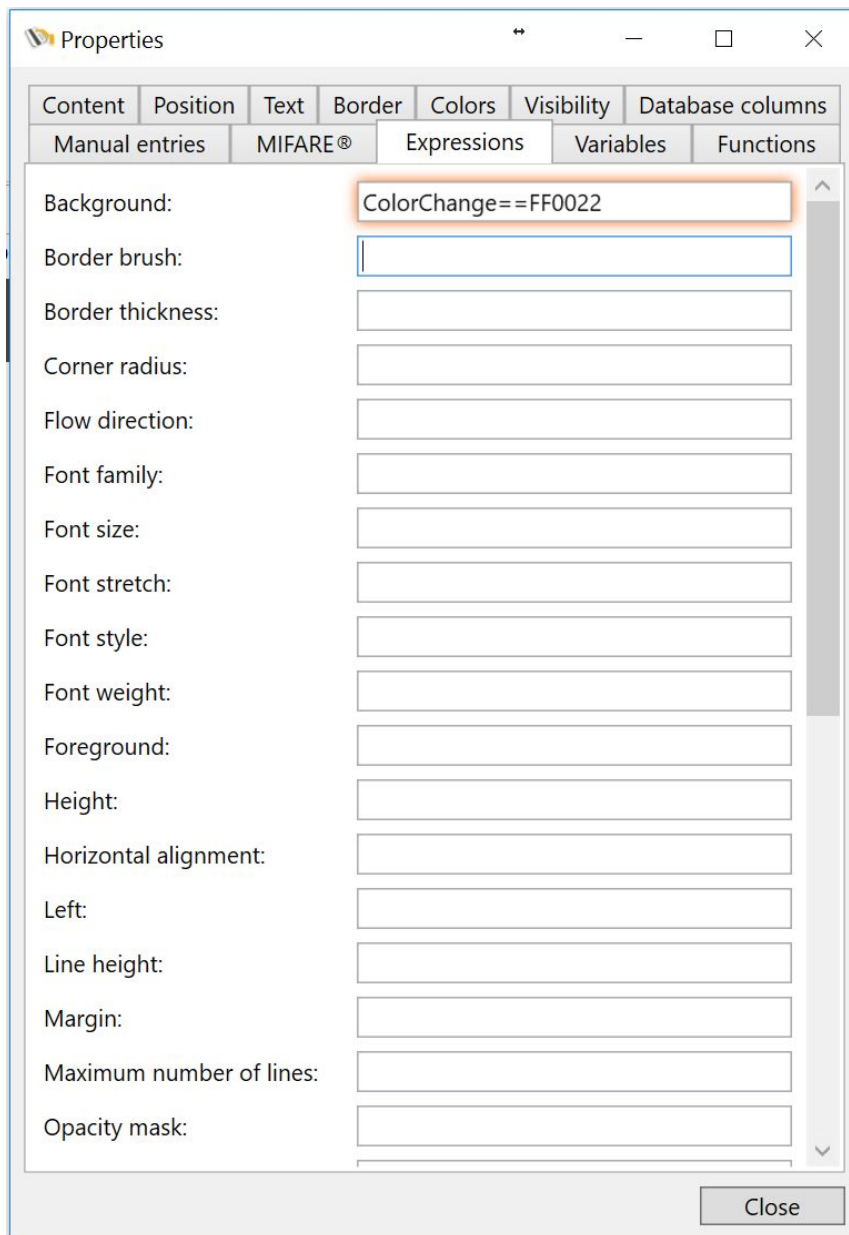 Properties
Content Position Text Border Colors Visibility Database columns
Manual entries MIFARE® Expressions Variables Functions
Background: ColorChange==FF0022
Border brush:
Border thickness:
Corner radius:
Flow direction:
Font family:
Font size:
Font stretch:
Font style:
Font weight:
Foreground:
Height:
Horizontal alignment:
Left:
Line height:
Margin:
Maximum number of lines:
Opacity mask:
Close